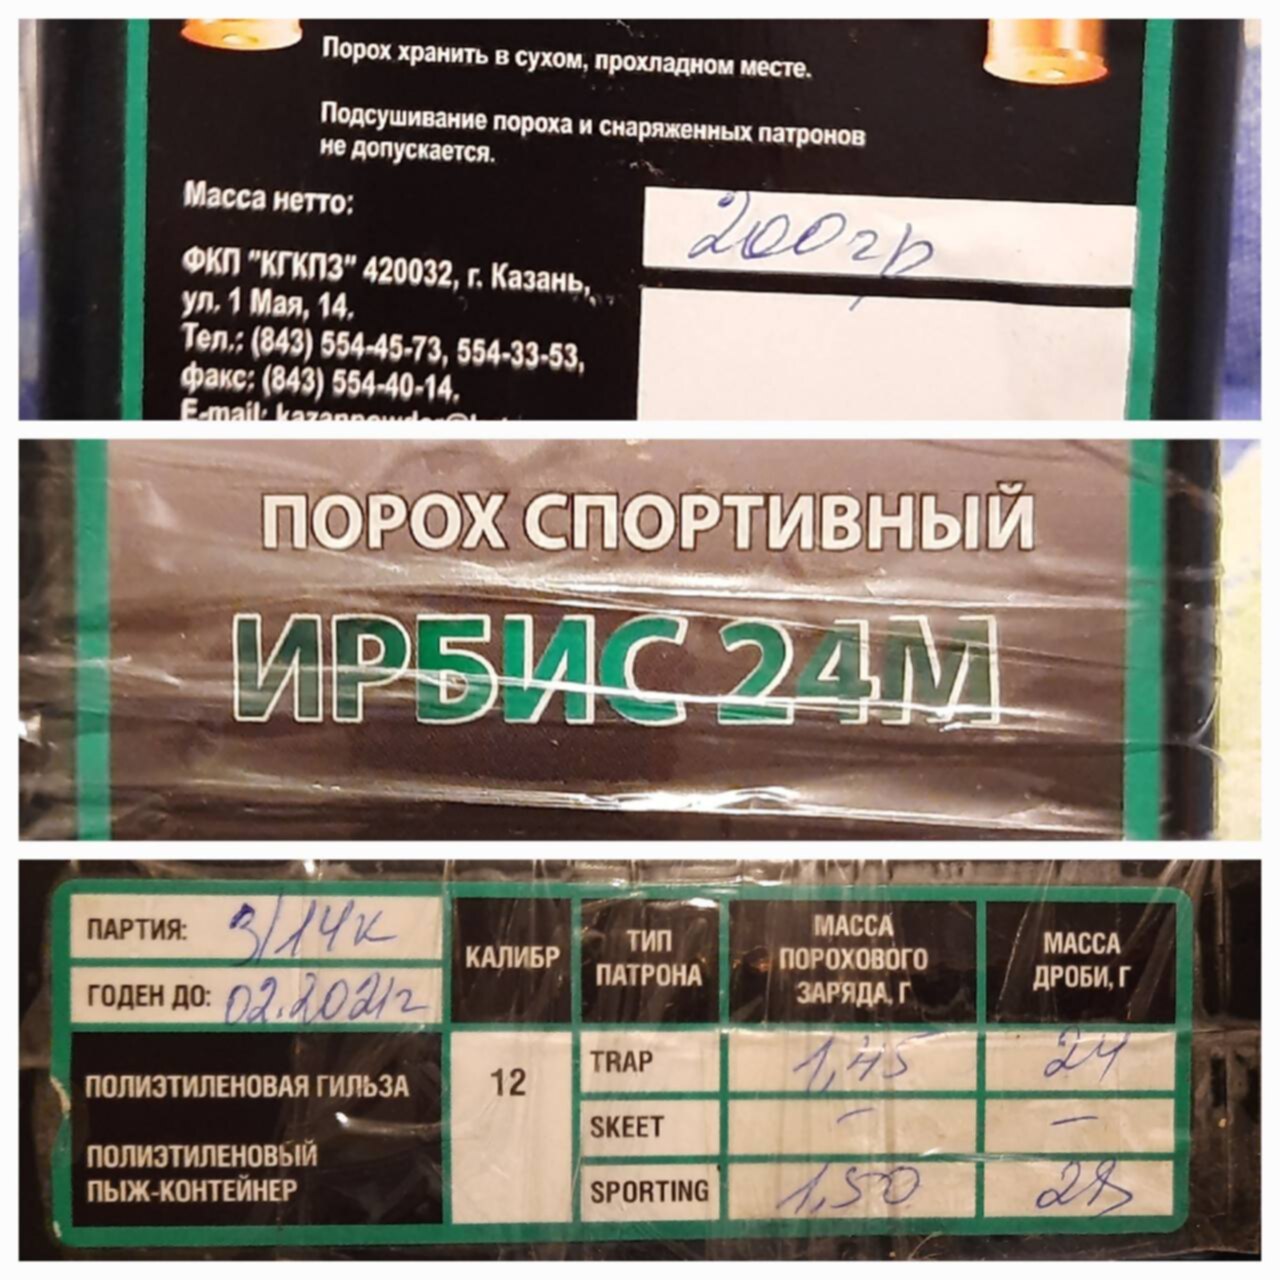 Порох хранить в сухом, прохладном месте.
Подсушивание пороха и снаряженных патронов
не допускается.
Масса нетто: 200гр
ФКП "КГКПЗ" 420032, г. Казань,
ул. 1 Мая, 14.
Тел.: (843) 554-45-73, 554-33-53,
факс: (843) 554-40-14.
E-mail:
ПОРОХ СПОРТИВНЫЙ
ИРБИС 24М
ПАРТИЯ: 3/14к
ГОДЕН ДО: 02.2021г
КАЛИБР
ТИП
ПАТРОНА
МАССА
ПОРОХОВОГО
ЗАРЯДА, Г
МАССА
ДРОБИ, Г
ПОЛИЭТИЛЕНОВАЯ ГИЛЬЗА
ПОЛИЭТИЛЕНОВЫЙ
ПЫЖ-КОНТЕЙНЕР
12
TRAP 1,45 24
SKEET - -
SPORTING 1,50 28